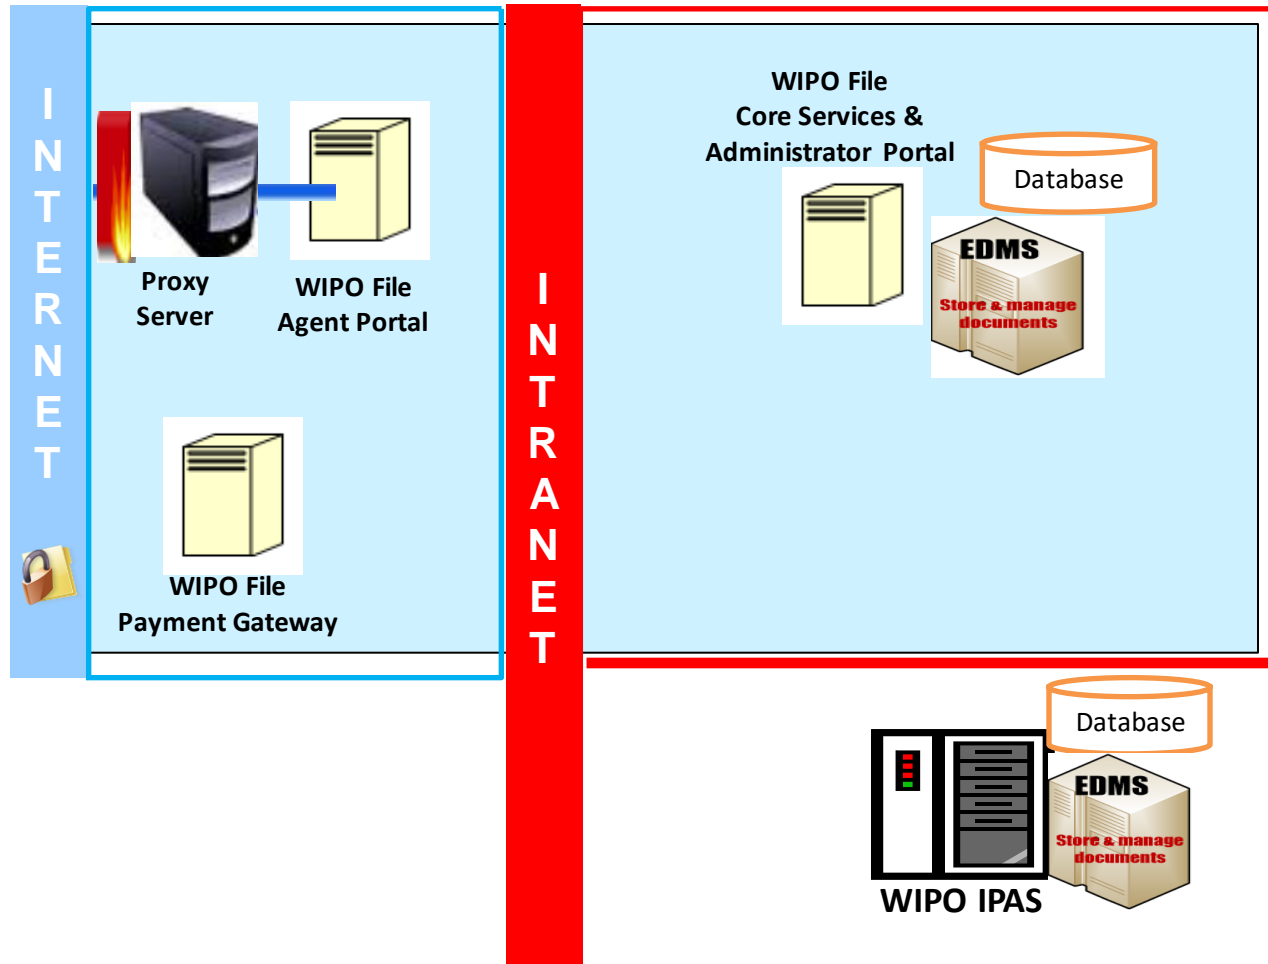 INTERNET
Proxy
Server
WIPO File
Agent Portal
WIPO File
Payment Gateway
INTRANET
WIPO File
Core Services &
Administrator Portal
Database
EDMS
Store & manage
documents
Database
EDMS
Store & manage
documents
WIPO IPAS